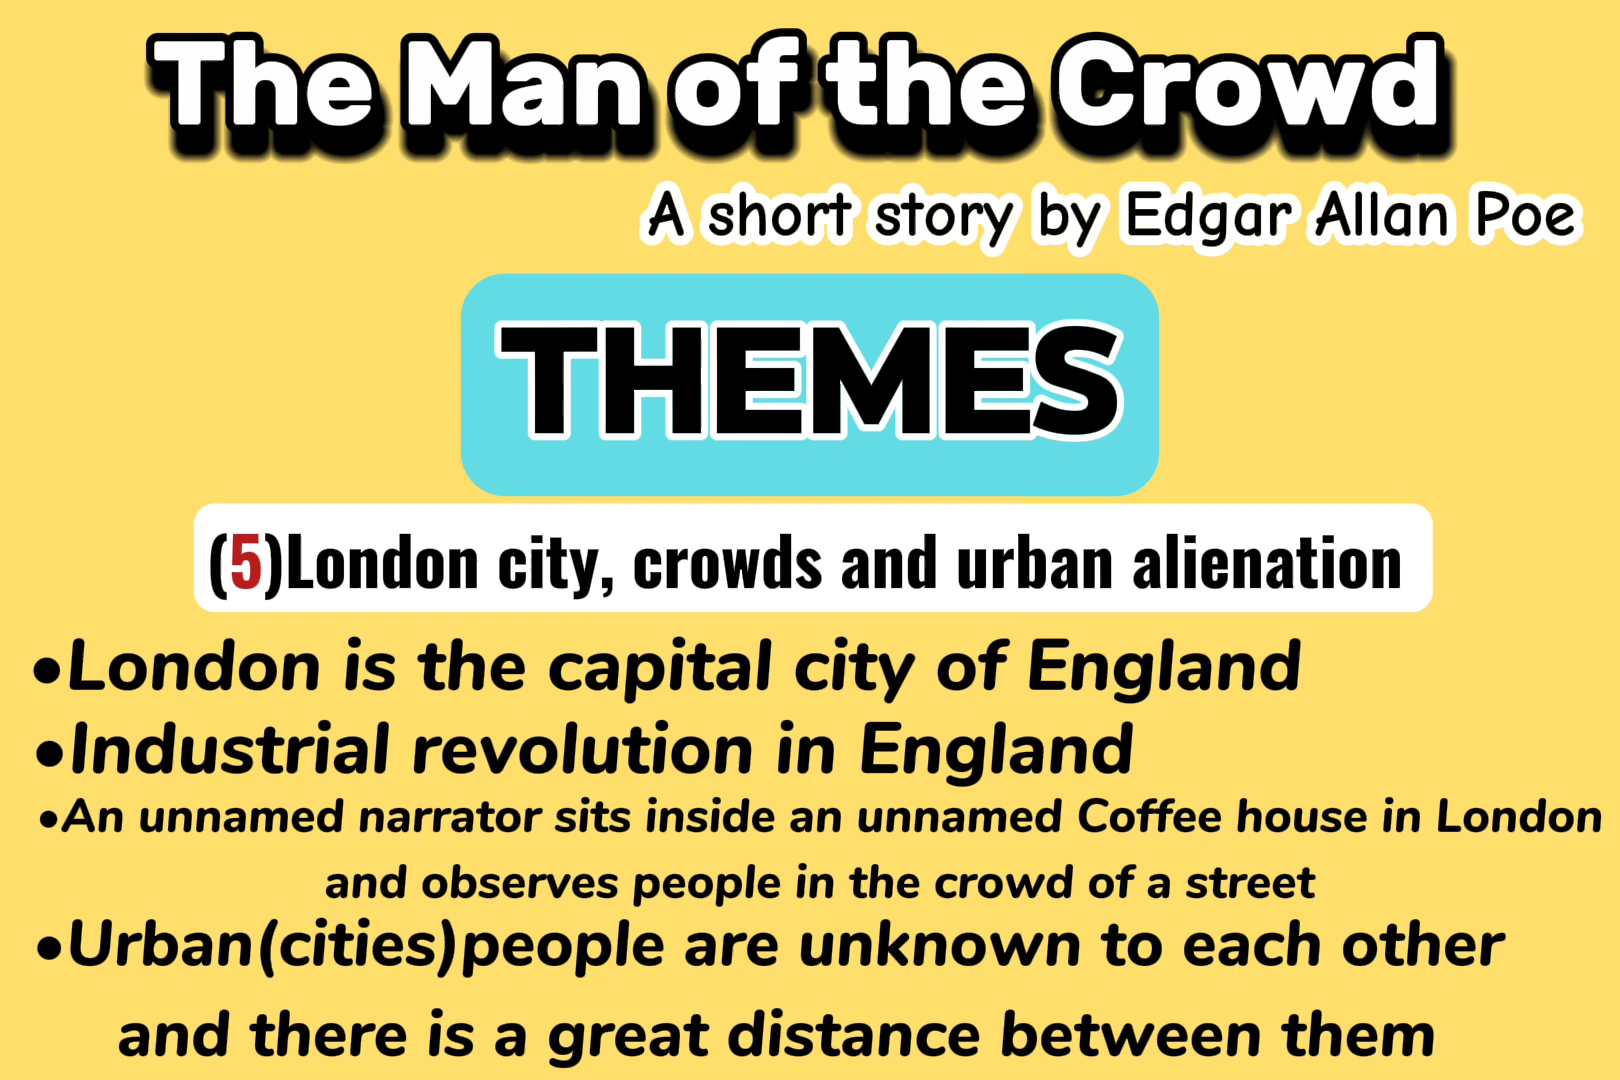 The Man of the Crowd
A short story by Edgar Allan Poe
THEMES
(5)London city, crowds and urban alienation
•London is the capital city of England
•Industrial revolution in England
•An unnamed narrator sits inside an unnamed Coffee house in London
and observes people in the crowd of a street
•Urban(cities)people are unknown to each other
and there is a great distance between them